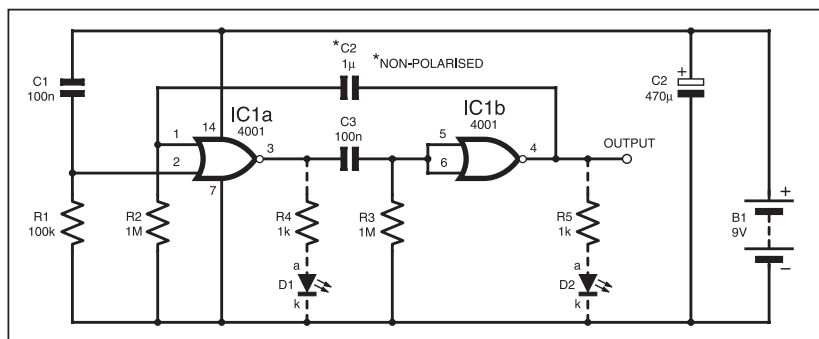 *C2
1μ
*NON-POLARISED
C1
100n
IC1a
4001
14
1
2
3
7
C3
100n
IC1b
4001
5
6
4
OUTPUT
+
C2
470μ
R1
100k
R2
1M
R4
1k
R3
1M
R5
1k
B1
9V
+
−
a
D1
k
a
D2
k